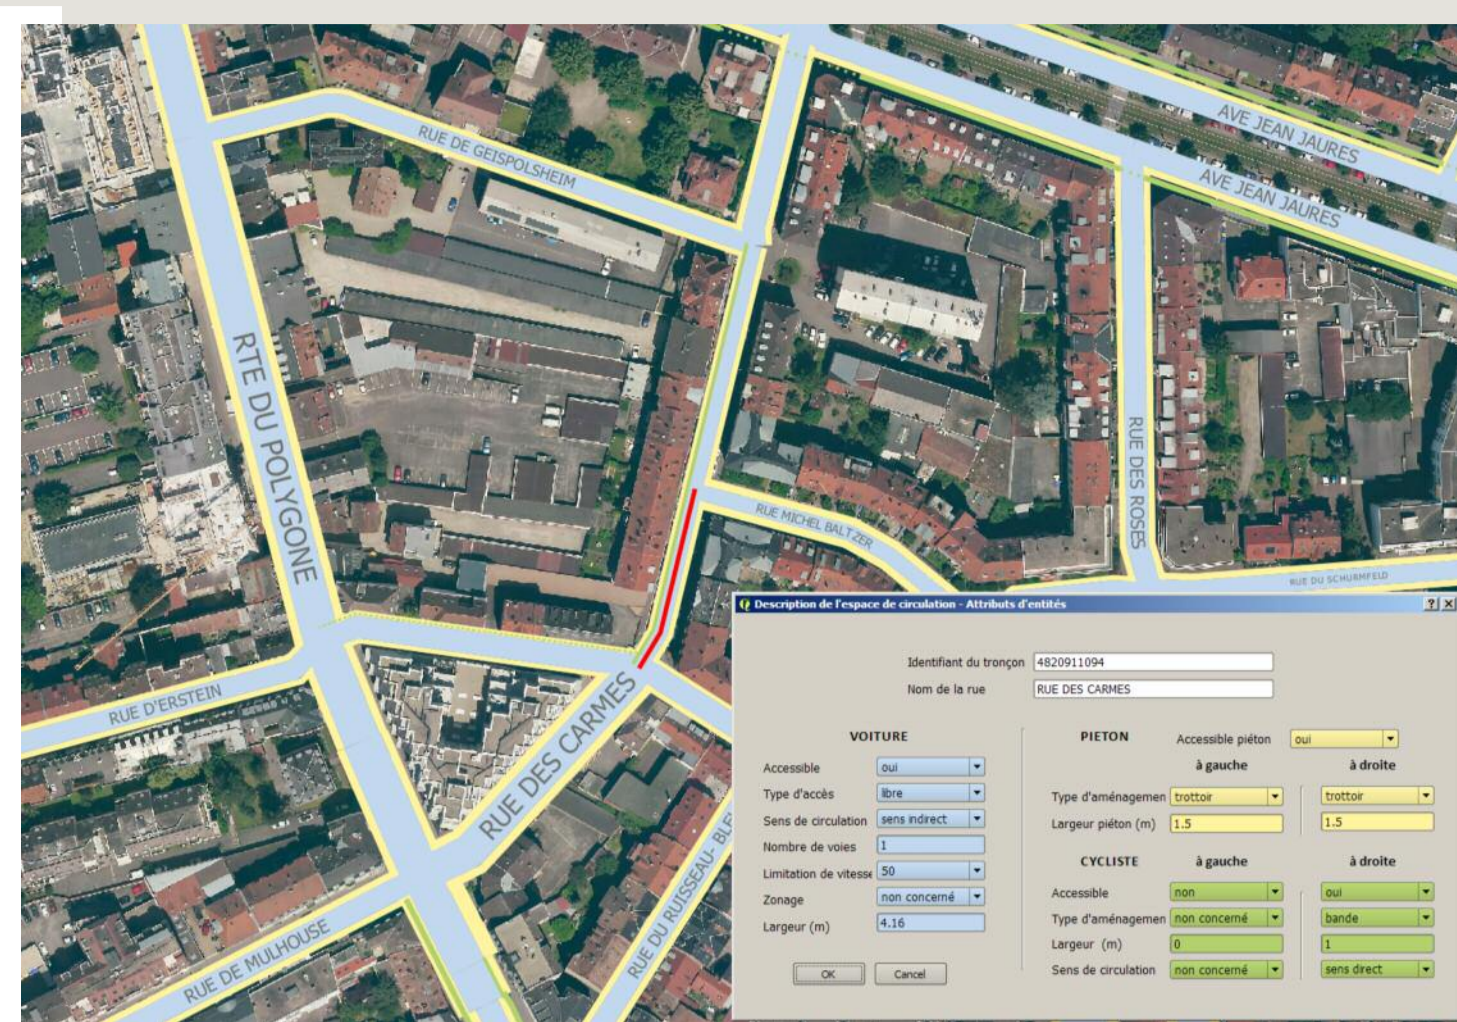 AVE JEAN JAURES
RUE DE GEISPOLSHEIM
AVE JEAN JAURES
RTE DU POLYGONE
RUE DES ROSES
RUE MICHEL BALTZER
RUE DU SCHURMFELD
RUE D'ERSTEIN
RUE DES CARMES
RUE DU RUISSEAU- BLE
RUE DE MULHOUSE
Description de l'espace de circulation - Attributs d'entités
Identifiant du tronçon 4820911094
Nom de la rue RUE DES CARMES
VOITURE
Accessible oui
Type d'accès libre
Sens de circulation sens indirect
Nombre de voies 1
Limitation de vitesse 50
Zonage non concerné
Largeur (m) 4.16
OK Cancel
PIETON Accessible piéton oui
à gauche à droite
Type d'aménagemen trottoir trottoir
Largeur piéton (m) 1.5 1.5
CYCLISTE à gauche à droite
Accessible non oui
Type d'aménagemen non concerné bande
Largeur (m) 0 1
Sens de circulation non concerné sens direct